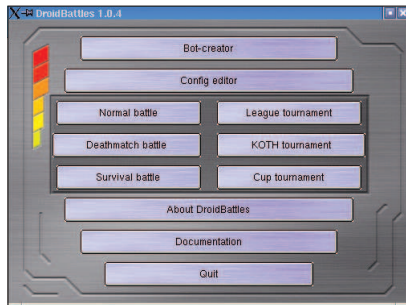 DroidBattles 1.0.4
Bot-creator
Config editor
Normal battle
League tournament
Deathmatch battle
KOTH tournament
Survival battle
Cup tournament
About DroidBattles
Documentation
Quit